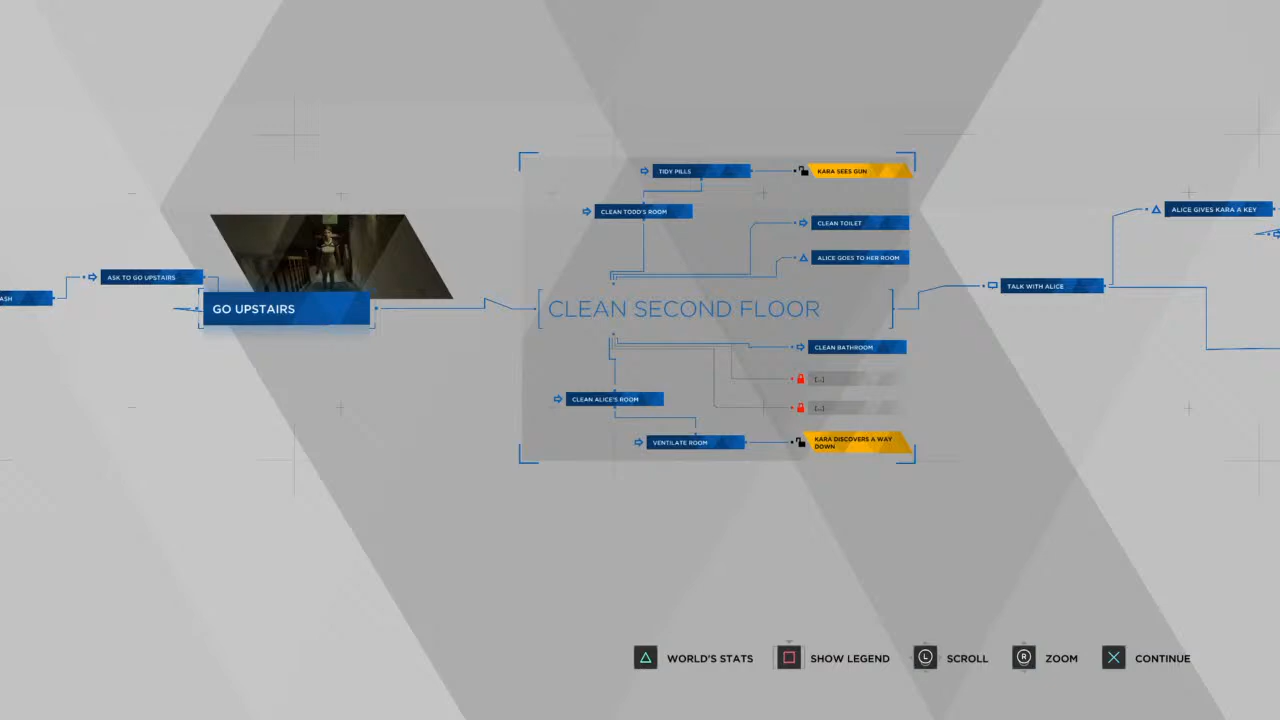 TIDY PILLS
KARA SEES GUN
CLEAN TODD'S ROOM
ALICE GIVES KARA A KEY
CLEAN TOILET
ALICE GOES TO HER ROOM
ASK TO GO UPSTAIRS
TALK WITH ALICE
ASH
GO UPSTAIRS
CLEAN SECOND FLOOR
CLEAN BATHROOM
[...]
CLEAN ALICE'S ROOM
[...]
VENTILATE ROOM
KARA DISCOVERS A WAY
DOWN
WORLD'S STATS
SHOW LEGEND
L
SCROLL
R
ZOOM
CONTINUE